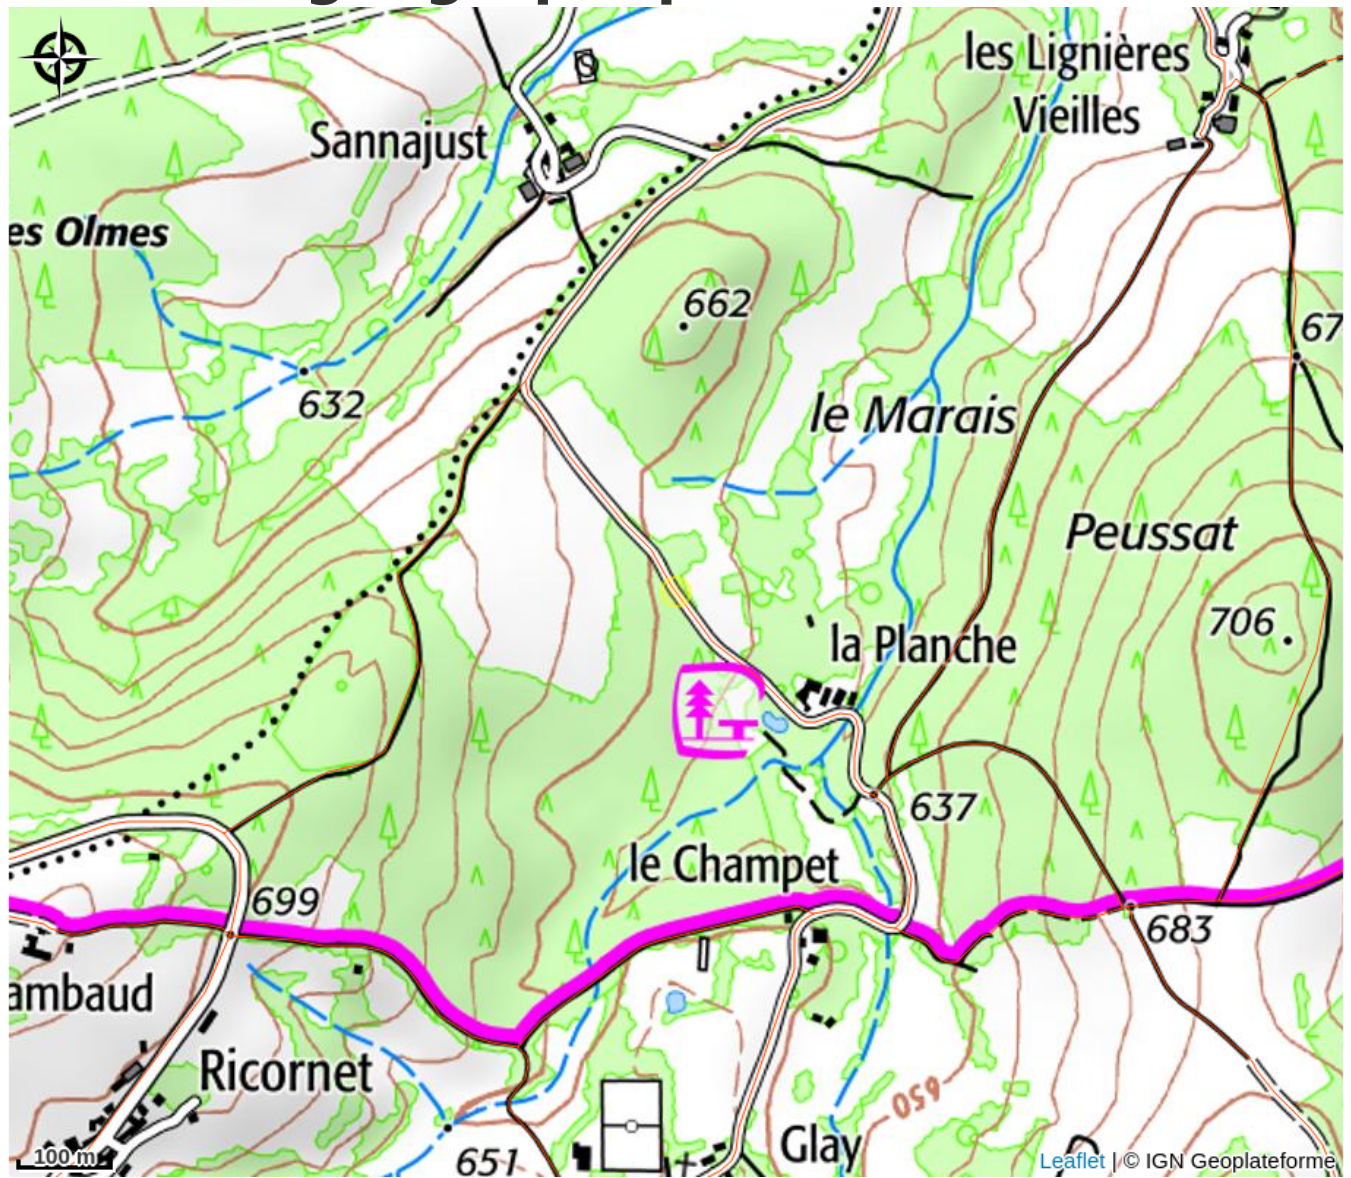 les Lignières
Vieilles
Sannajust
es Olmes
662
67
632
le Marais
Peussat
706
la Planche
637
le Champet
699
683
ambaud
Ricornet
650
651
Glay
100 m
Leaflet | © IGN Geoplateforme